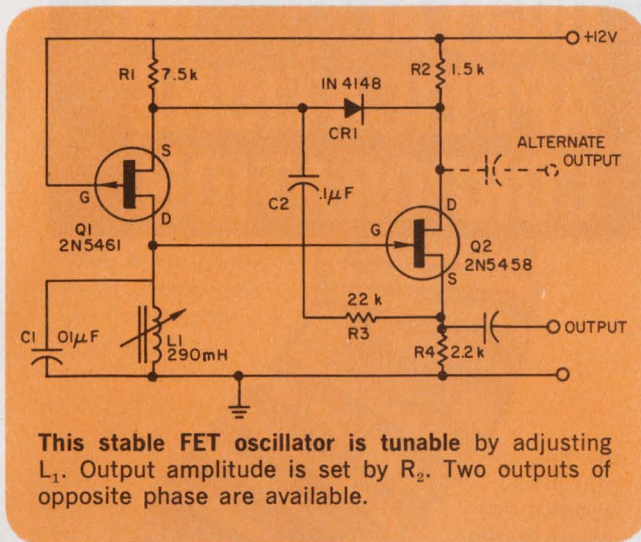 +12V
R1 7.5k
R2 1.5k
IN 4148
CR1
ALTERNATE
OUTPUT
S
G
D
Q1
2N5461
C2 .1μF
D
G
S
Q2
2N5458
22 k
R3
C1 .01μF
L1
290mH
R4 2.2k
OUTPUT
This stable FET oscillator is tunable by adjusting
L₁. Output amplitude is set by R₂. Two outputs of
opposite phase are available.